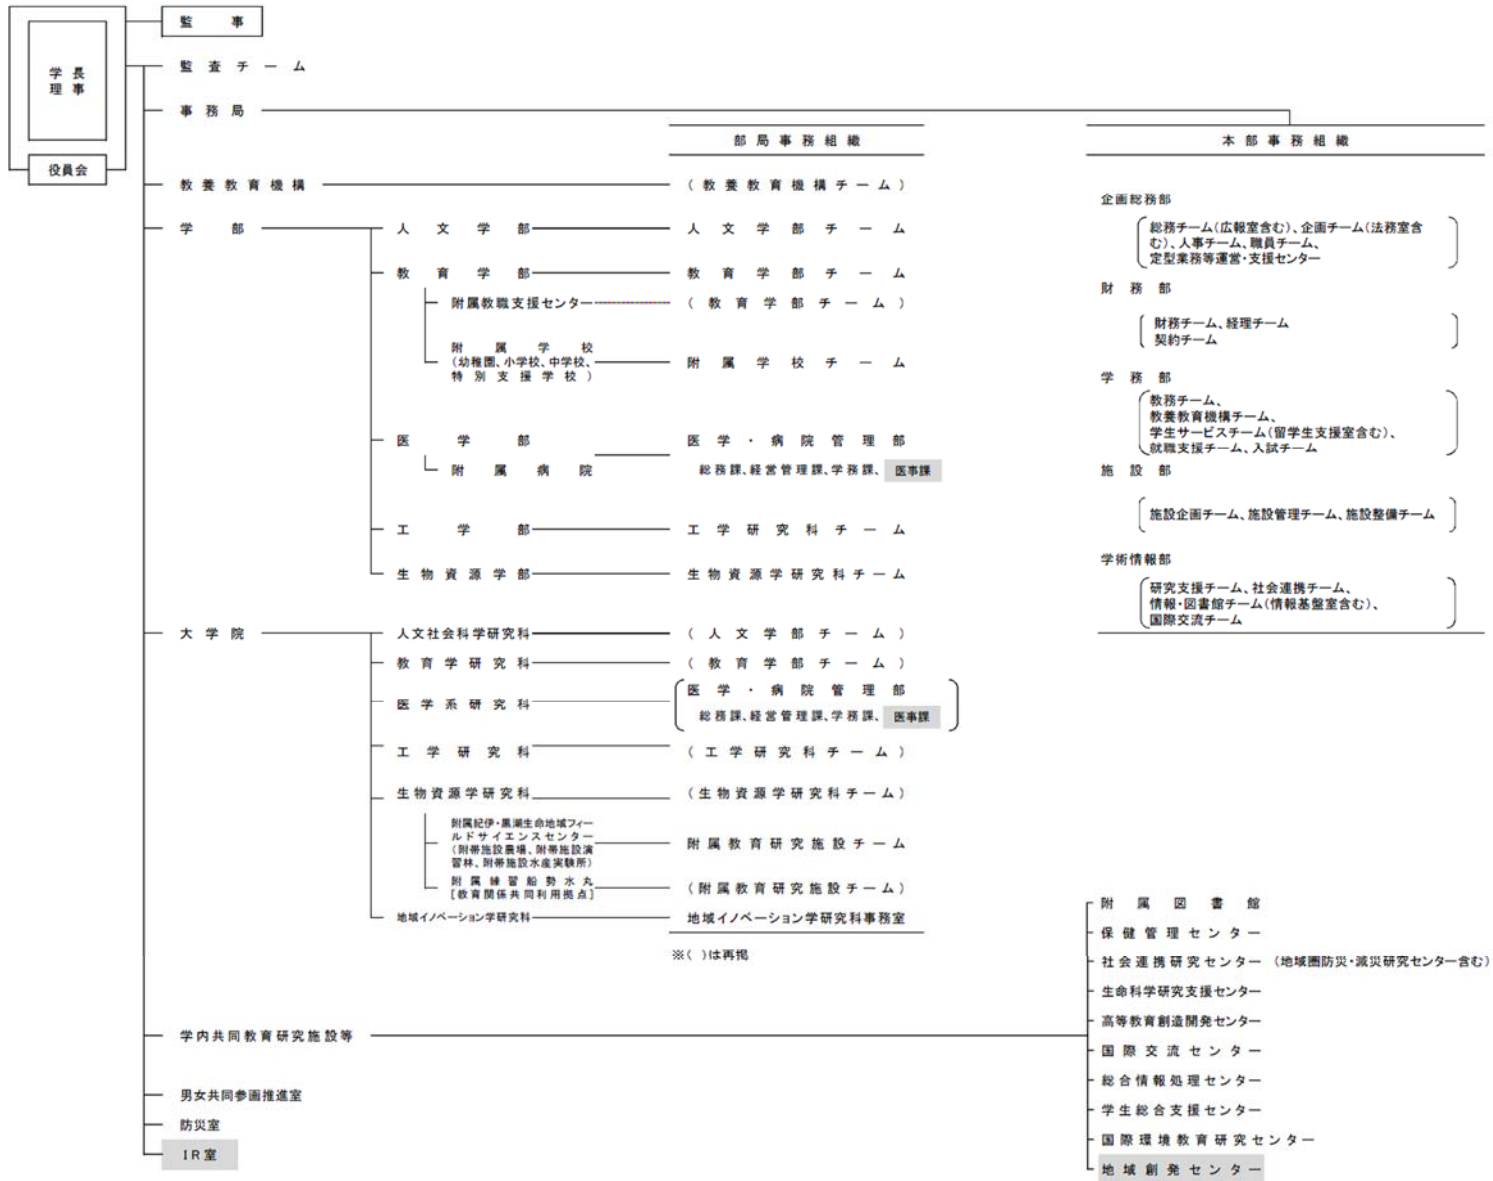 監事
学長
理事
監査チーム
事務局
役員会
部局事務組織
本部事務組織
教養教育機構
(教養教育機構チーム)
学部
人文学部
人文学部チーム
教育学部
教育学部チーム
附属教職支援センター
(教育学部チーム)
附属学校
(幼稚園、小学校、中学校、
特別支援学校)
附属学校チーム
医学部
医学・病院管理部
附属病院
総務課、経営管理課、学務課、医事課
工学部
工学研究科チーム
生物資源学部
生物資源学研究科チーム
大学院
人文社会科学研究科
(人文学部チーム)
教育学研究科
(教育学部チーム)
医学系研究科
医学・病院管理部
総務課、経営管理課、学務課、医事課
工学研究科
(工学研究科チーム)
生物資源学研究科
(生物資源学研究科チーム)
附属紀伊・黒潮生命地域フィー
ルドサイエンスセンター
(附帯施設農場、附帯施設演
習林、附帯施設水産実験所)
附属教育研究施設チーム
附属練習船勢水丸
[教育関係共同利用拠点]
(附属教育研究施設チーム)
地域イノベーション学研究科
地域イノベーション学研究科事務室
※( )は再掲
企画総務部
総務チーム(広報室含む)、企画チーム(法務室含
む)、人事チーム、職員チーム、
定型業務等運営・支援センター
財務部
財務チーム、経理チーム
契約チーム
学務部
教務チーム、
教養教育機構チーム、
学生サービスチーム(留学生支援室含む)、
就職支援チーム、入試チーム
施設部
施設企画チーム、施設管理チーム、施設整備チーム
学術情報部
研究支援チーム、社会連携チーム、
情報・図書館チーム(情報基盤室含む)、
国際交流チーム
学内共同教育研究施設等
附属図書館
保健管理センター
社会連携研究センター (地域圏防災・減災研究センター含む)
生命科学研究支援センター
高等教育創造開発センター
国際交流センター
総合情報処理センター
学生総合支援センター
国際環境教育研究センター
地域創発センター
男女共同参画推進室
防災室
IR室